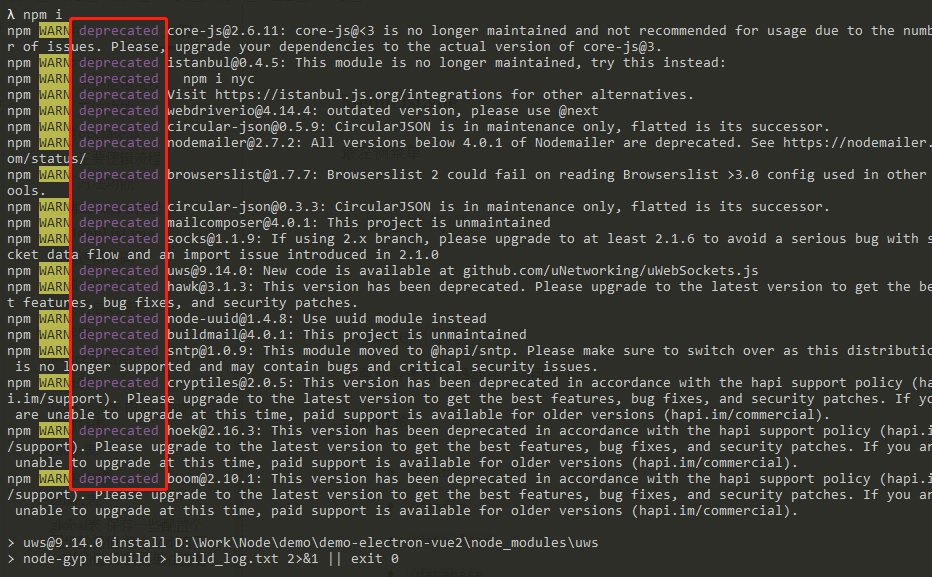 λ npm i
npm WARN deprecated core-js@2.6.11: core-js@<3 is no longer maintained and not recommended for usage due to the numb
r of issues. Please, upgrade your dependencies to the actual version of core-js@3.
npm WARN deprecated istanbul@0.4.5: This module is no longer maintained, try this instead:
npm WARN deprecated   npm i nyc
npm WARN deprecated Visit https://istanbul.js.org/integrations for other alternatives.
npm WARN deprecated webdriverio@4.14.4: outdated version, please use @next
npm WARN deprecated circular-json@0.5.9: CircularJSON is in maintenance only, flatted is its successor.
npm WARN deprecated nodemailer@2.7.2: All versions below 4.0.1 of Nodemailer are deprecated. See https://nodemailer.
om/status/
npm WARN deprecated browserslist@1.7.7: Browserslist 2 could fail on reading Browserslist >3.0 config used in other
ools.
npm WARN deprecated circular-json@0.3.3: CircularJSON is in maintenance only, flatted is its successor.
npm WARN deprecated mailcomposer@4.0.1: This project is unmaintained
npm WARN deprecated socks@1.1.9: If using 2.x branch, please upgrade to at least 2.1.6 to avoid a serious bug with s
cket data flow and an import issue introduced in 2.1.0
npm WARN deprecated uws@9.14.0: New code is available at github.com/uNetworking/uWebSockets.js
npm WARN deprecated hawk@3.1.3: This version has been deprecated. Please upgrade to the latest version to get the be
t features, bug fixes, and security patches.
npm WARN deprecated node-uuid@1.4.8: Use uuid module instead
npm WARN deprecated buildmail@4.0.1: This project is unmaintained
npm WARN deprecated sntp@1.0.9: This module moved to @hapi/sntp. Please make sure to switch over as this distributio
 is no longer supported and may contain bugs and critical security issues.
npm WARN deprecated cryptiles@2.0.5: This version has been deprecated in accordance with the hapi support policy (ha
i.im/support). Please upgrade to the latest version to get the best features, bug fixes, and security patches. If yo
 are unable to upgrade at this time, paid support is available for older versions (hapi.im/commercial).
npm WARN deprecated hoek@2.16.3: This version has been deprecated in accordance with the hapi support policy (hapi.i
/support). Please upgrade to the latest version to get the best features, bug fixes, and security patches. If you ar
 unable to upgrade at this time, paid support is available for older versions (hapi.im/commercial).
npm WARN deprecated boom@2.10.1: This version has been deprecated in accordance with the hapi support policy (hapi.i
/support). Please upgrade to the latest version to get the best features, bug fixes, and security patches. If you ar
 unable to upgrade at this time, paid support is available for older versions (hapi.im/commercial).
> uws@9.14.0 install D:\Work\Node\demo\demo-electron-vue2\node_modules\uws
> node-gyp rebuild > build_log.txt 2>&1 || exit 0